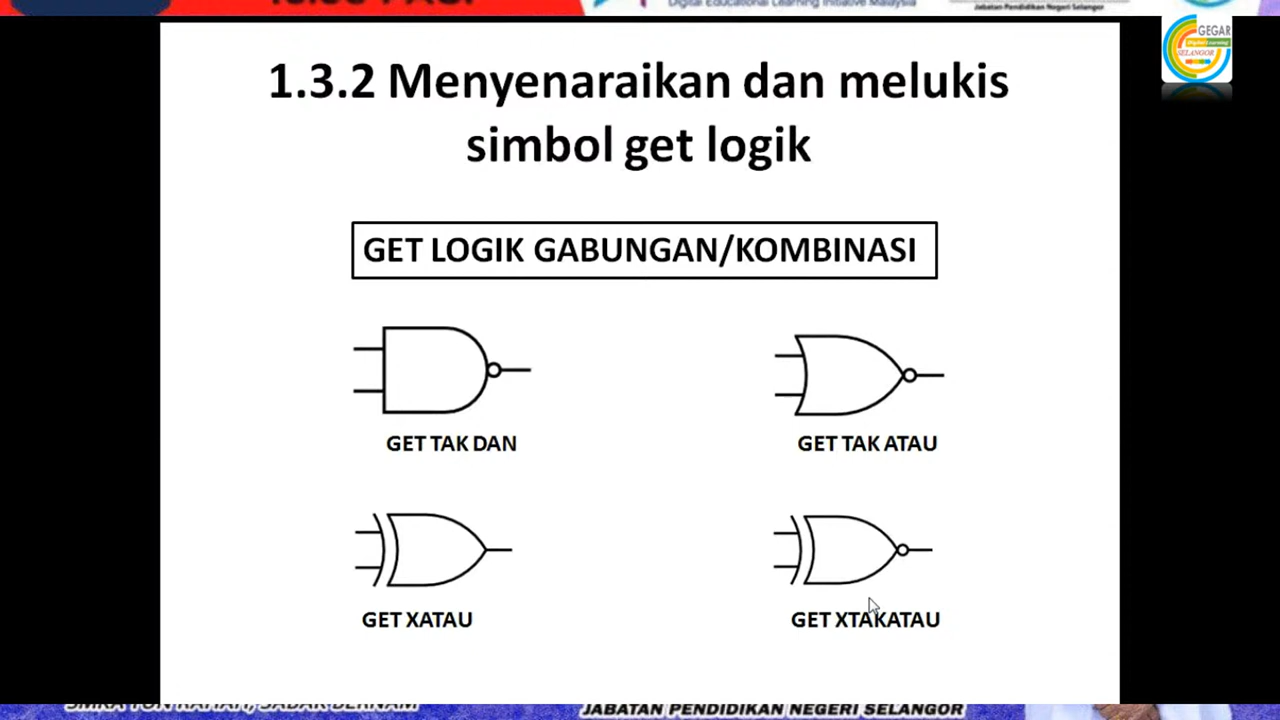 Digital Educational Learning Initiative Malaysia
Jabatan Pendidikan Negeri Selangor
GEGAR
Digital Learning
SELANGOR
1.3.2 Menyenaraikan dan melukis
simbol get logik
GET LOGIK GABUNGAN/KOMBINASI
GET TAK DAN
GET TAK ATAU
GET XATAU
GET XTAKATAU
JABATAN PENDIDIKAN NEGERI SELANGOR